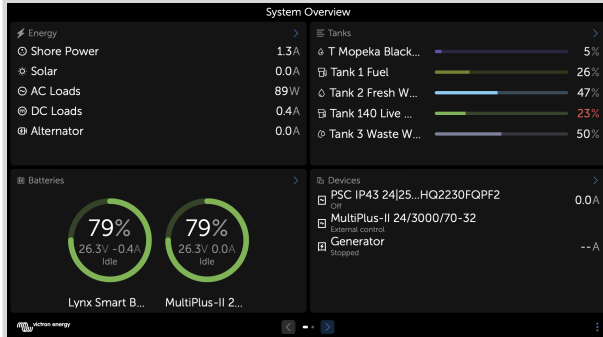 System Overview
Energy
Shore Power 1.3A
Solar 0.0A
AC Loads 89W
DC Loads 0.4A
Alternator 0.0A
Tanks
T Mopeka Black... 5%
Tank 1 Fuel 26%
Tank 2 Fresh W... 47%
Tank 140 Live ... 23%
Tank 3 Waste W... 50%
Batteries
79%
26.3V -0.4A
Idle
Lynx Smart B...
79%
26.3V 0.0A
Idle
MultiPlus-II 2...
Devices
PSC IP43 24|25...HQ2230FQPF2 0.0A
Off
MultiPlus-II 24/3000/70-32
External control
Generator --A
Stopped
victron energy